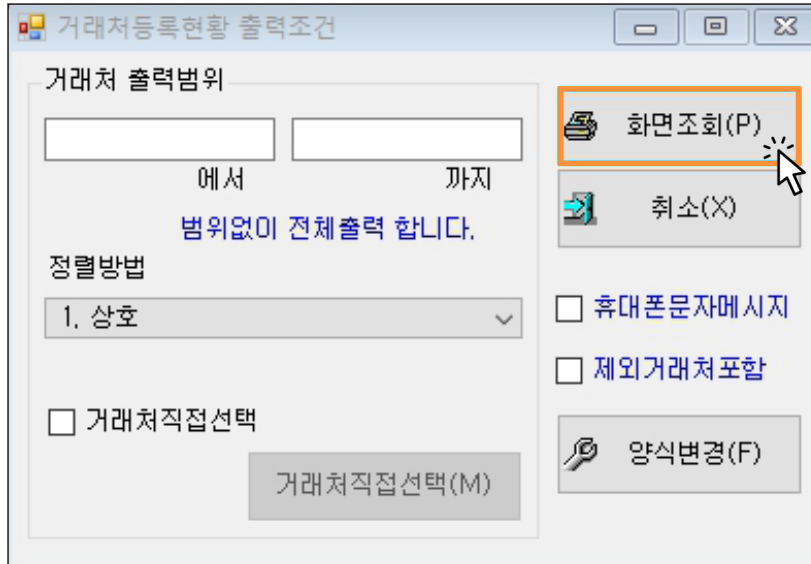 거래처등록현황 출력조건
거래처 출력범위
에서 까지
범위없이 전체출력 합니다.
정렬방법
1. 상호
거래처직접선택
거래처직접선택(M)
화면조회(P)
취소(X)
휴대폰문자메시지
제외거래처포함
양식변경(F)